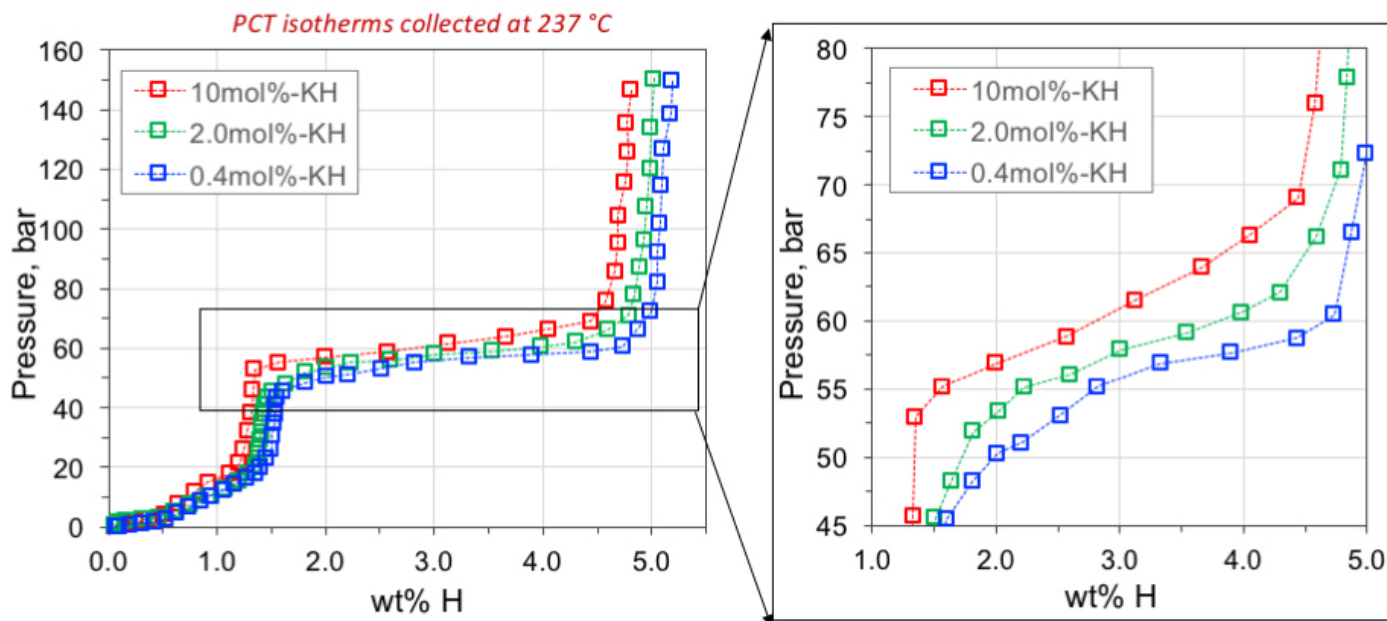 PCT isotherms collected at 237 °C
Pressure, bar
160
140
120
100
80
60
40
20
0
10mol%-KH
2.0mol%-KH
0.4mol%-KH
0.0 1.0 2.0 3.0 4.0 5.0
wt% H
Pressure, bar
80
75
70
65
60
55
50
45
10mol%-KH
2.0mol%-KH
0.4mol%-KH
1.0 2.0 3.0 4.0 5.0
wt% H